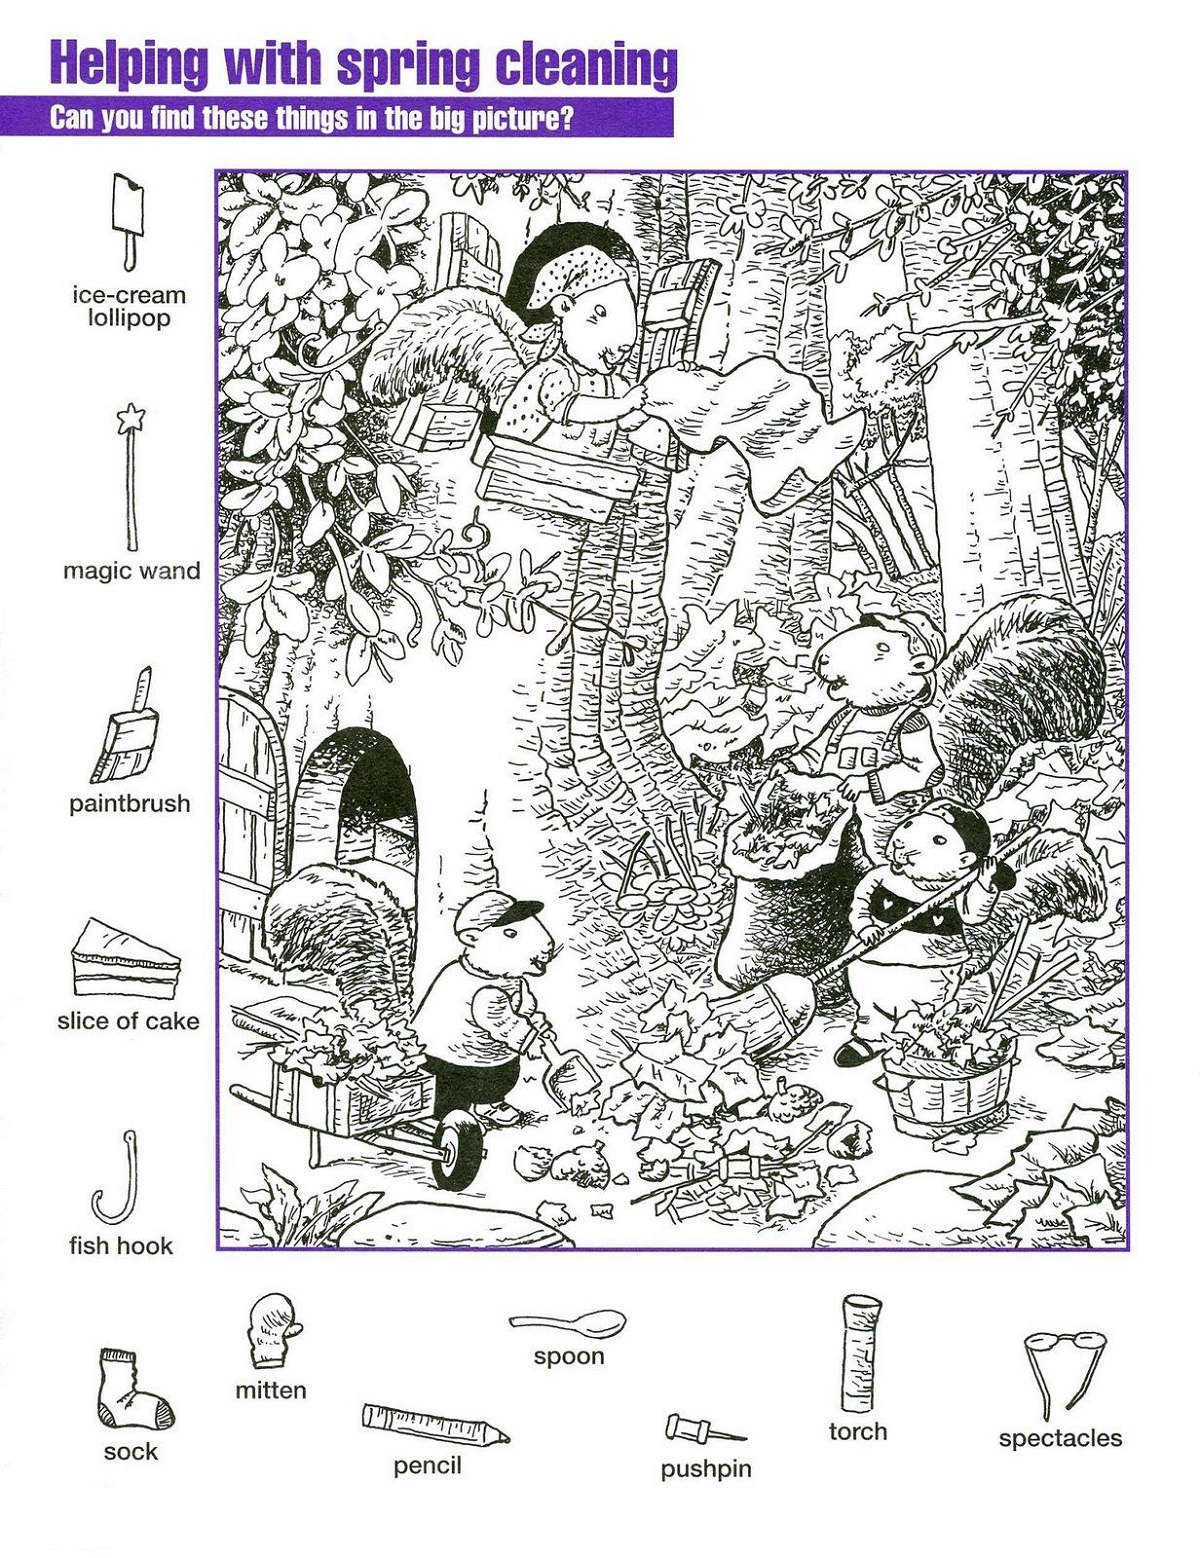 Helping with spring cleaning
Can you find these things in the big picture?
ice-cream
lollipop
magic wand
paintbrush
slice of cake
fish hook
sock
mitten
pencil
spoon
pushpin
torch
spectacles